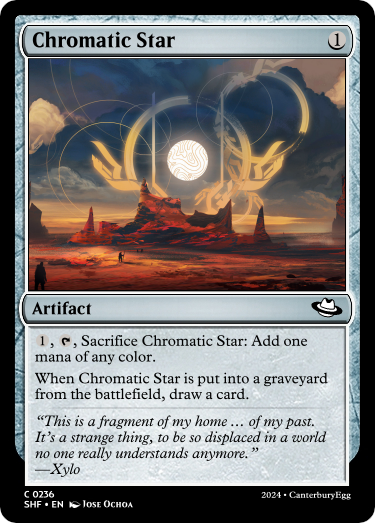 Chromatic Star 1
Artifact
1, , Sacrifice Chromatic Star: Add one
mana of any color.
When Chromatic Star is put into a graveyard
from the battlefield, draw a card.
“This is a fragment of my home … of my past.
It’s a strange thing, to be so displaced in a world
no one really understands anymore.”
—Xylo
C 0236
SHF • EN Jose Ochoa
2024 • CanterburyEgg